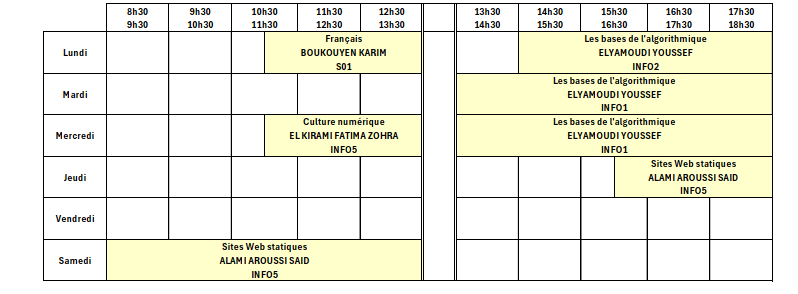 8h30 9h30 10h30 11h30 12h30 13h30 14h30 15h30 16h30 17h30
9h30 10h30 11h30 12h30 13h30 14h30 15h30 16h30 17h30 18h30
Lundi
Français
BOUKOUYEN KARIM
S01
Les bases de l'algorithmique
ELYAMOUDI YOUSSEF
INFO2
Mardi
Les bases de l'algorithmique
ELYAMOUDI YOUSSEF
INFO1
Mercredi
Culture numérique
EL KIRAMI FATIMA ZOHRA
INFO5
Les bases de l'algorithmique
ELYAMOUDI YOUSSEF
INFO1
Jeudi
Sites Web statiques
ALAMI AROUSSI SAID
INFO5
Vendredi
Samedi
Sites Web statiques
ALAMI AROUSSI SAID
INFO5